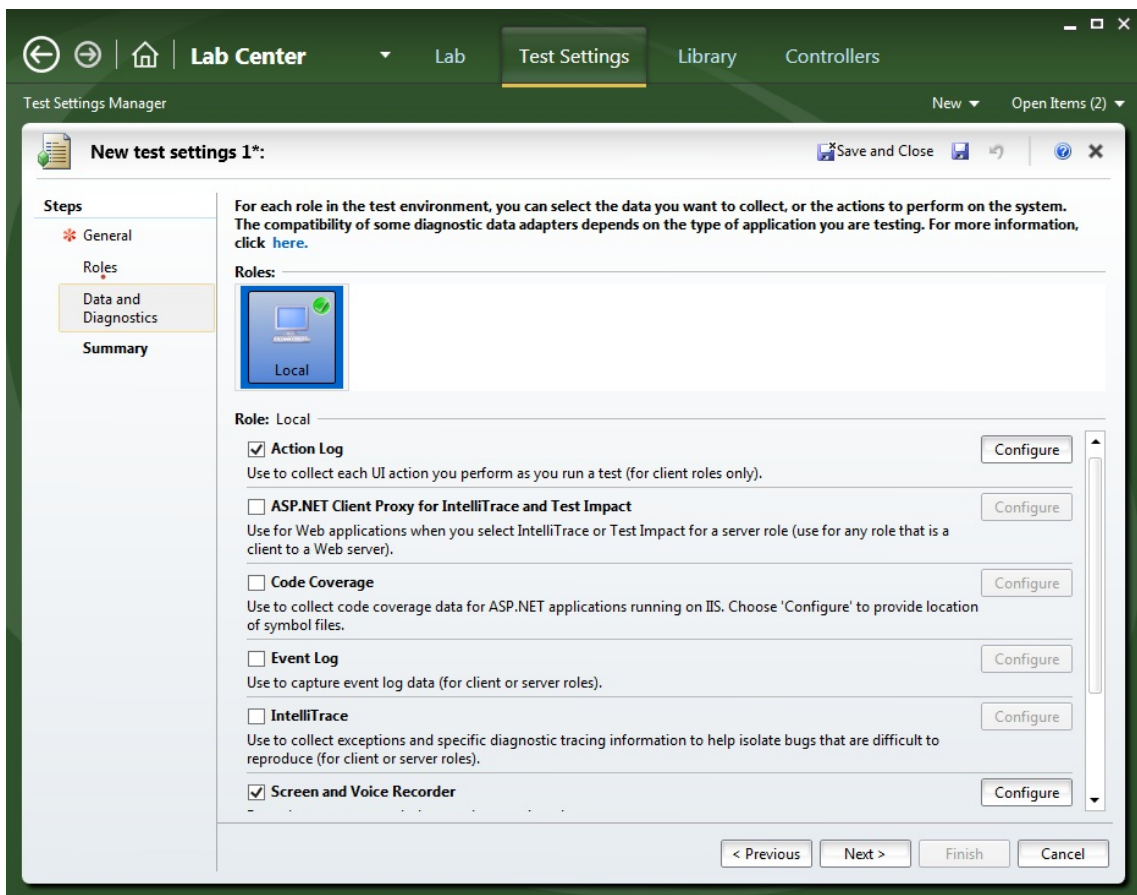 Lab Center
Lab
Test Settings
Library
Controllers
Test Settings Manager
New
Open Items (2)
New test settings 1*:
Save and Close
Steps
General
Roles
Data and
Diagnostics
Summary
For each role in the test environment, you can select the data you want to collect, or the actions to perform on the system.
The compatibility of some diagnostic data adapters depends on the type of application you are testing. For more information,
click here.
Roles:
Local
Role: Local
Action Log
Configure
Use to collect each UI action you perform as you run a test (for client roles only).
ASP.NET Client Proxy for IntelliTrace and Test Impact
Configure
Use for Web applications when you select IntelliTrace or Test Impact for a server role (use for any role that is a
client to a Web server).
Code Coverage
Configure
Use to collect code coverage data for ASP.NET applications running on IIS. Choose 'Configure' to provide location
of symbol files.
Event Log
Configure
Use to capture event log data (for client or server roles).
IntelliTrace
Configure
Use to collect exceptions and specific diagnostic tracing information to help isolate bugs that are difficult to
reproduce (for client or server roles).
Screen and Voice Recorder
Configure
< Previous
Next >
Finish
Cancel